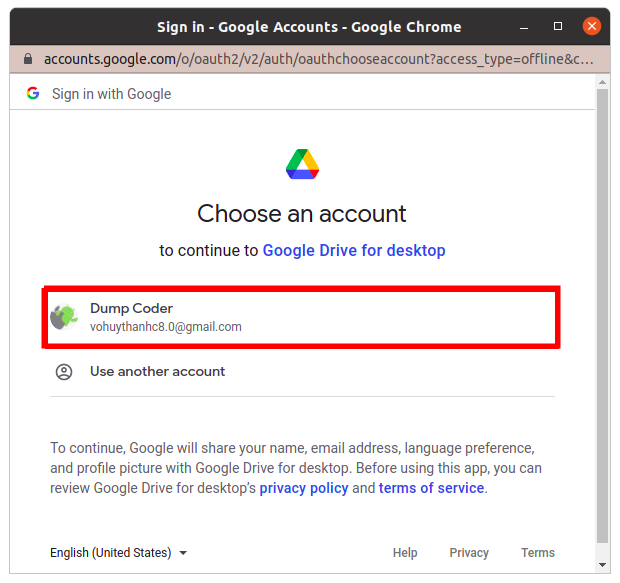 Sign in - Google Accounts - Google Chrome
accounts.google.com/o/oauth2/v2/auth/oauthchooseaccount?access_type=offline&c...
Sign in with Google
Choose an account
to continue to Google Drive for desktop
Dump Coder
vohuythanhc8.0@gmail.com
Use another account
To continue, Google will share your name, email address, language preference,
and profile picture with Google Drive for desktop. Before using this app, you can
review Google Drive for desktop's privacy policy and terms of service.
English (United States)
Help Privacy Terms